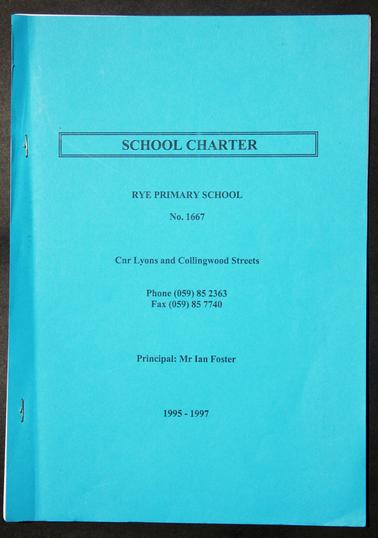 SCHOOL CHARTER
RYE PRIMARY SCHOOL
No. 1667
Cnr Lyons and Collingwood Streets
Phone (059) 85 2363
Fax (059) 85 7740
Principal: Mr Ian Foster
1995 - 1997